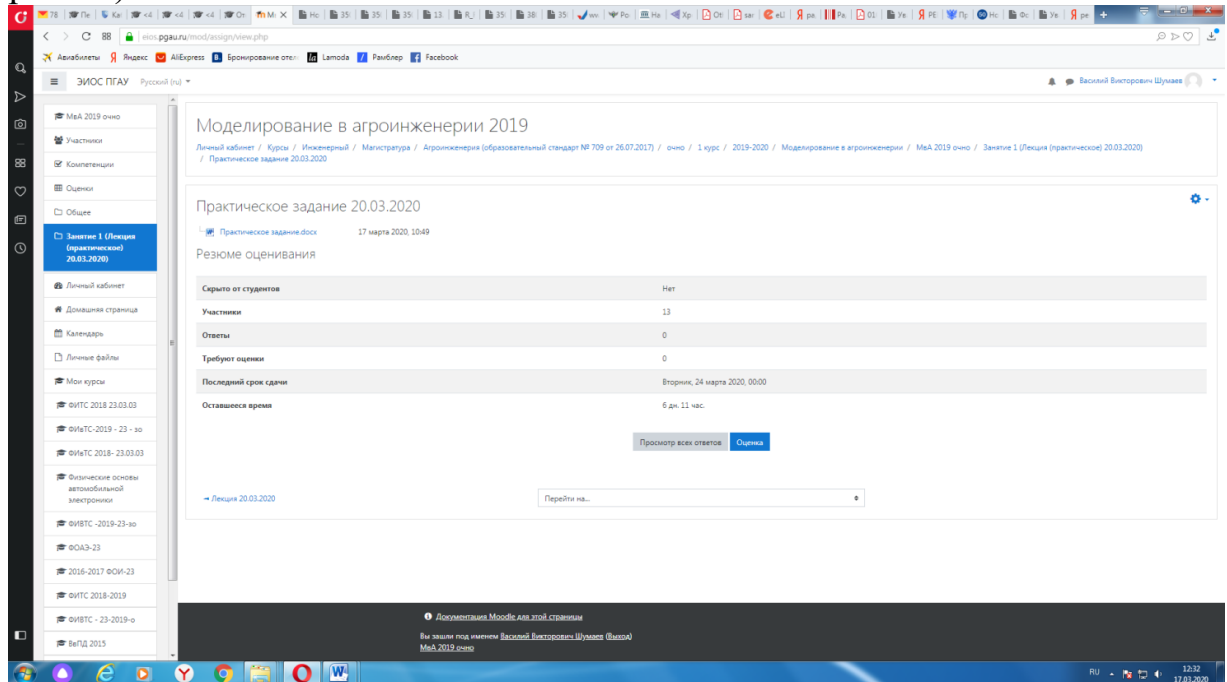 eios.pgau.ru/mod/assign/view.php
Авиабилеты Яндекс AliExpress Бронирование отел Lamoda Рамблер Facebook
ЭИОС ПГАУ Русский (ru)
Василий Викторович Шумаев
МвА 2019 очно
Участники
Компетенции
Оценки
Общее
Занятие 1 (Лекция
(практическое)
20.03.2020)
Личный кабинет
Домашняя страница
Календарь
Личные файлы
Мои курсы
ФИТС 2018 23.03.03
ФИвТС-2019 - 23 - зо
ФИвТС 2018- 23.03.03
Физические основы
автомобильной
электроники
ФИВТС -2019-23-зо
ФОАЭ-23
2016-2017 ФОИ-23
ФИТС 2018-2019
ФИВТС - 23-2019-о
ВвПД 2015
Моделирование в агроинженерии 2019
Личный кабинет / Курсы / Инженерный / Магистратура / Агроинженерия (образовательный стандарт № 709 от 26.07.2017) / очно / 1 курс / 2019-2020 / Моделирование в агроинженерии / МвА 2019 очно / Занятие 1 (Лекция (практическое) 20.03.2020)
/ Практическое задание 20.03.2020
Практическое задание 20.03.2020
Практическое задание.docx 17 марта 2020, 10:49
Резюме оценивания
Скрыто от студентов Нет
Участники 13
Ответы 0
Требуют оценки 0
Последний срок сдачи Вторник, 24 марта 2020, 00:00
Оставшееся время 6 дн. 11 час.
Просмотр всех ответов Оценка
Лекция 20.03.2020 Перейти на...
Документация Moodle для этой страницы
Вы зашли под именем Василий Викторович Шумаев (Выход)
МвА 2019 очно
RU 12:32
17.03.2020